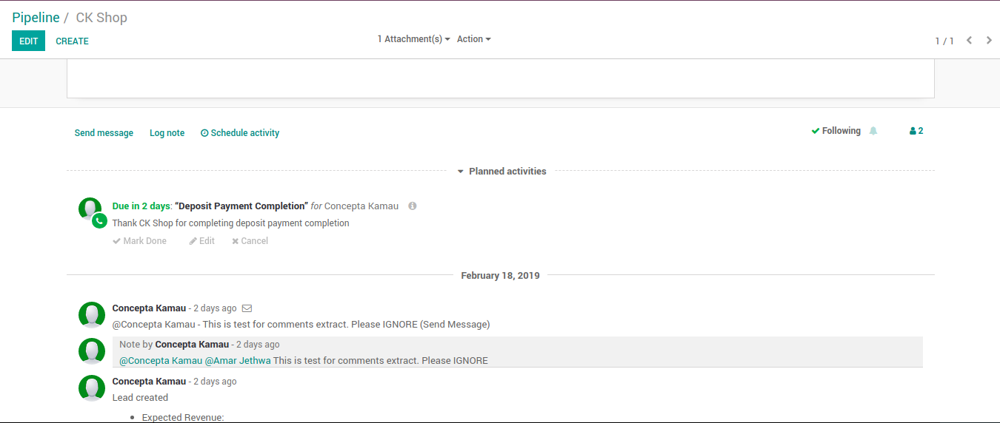 Pipeline / CK Shop
EDIT CREATE 1 Attachment(s) Action 1 / 1
Send message Log note Schedule activity Following 2
Planned activities
Due in 2 days: “Deposit Payment Completion” for Concepta Kamau
Thank CK Shop for completing deposit payment completion
Mark Done Edit Cancel
February 18, 2019
Concepta Kamau - 2 days ago
@Concepta Kamau - This is test for comments extract. Please IGNORE (Send Message)
Note by Concepta Kamau - 2 days ago
@Concepta Kamau @Amar Jethwa This is test for comments extract. Please IGNORE
Concepta Kamau - 2 days ago
Lead created
• Expected Revenue: